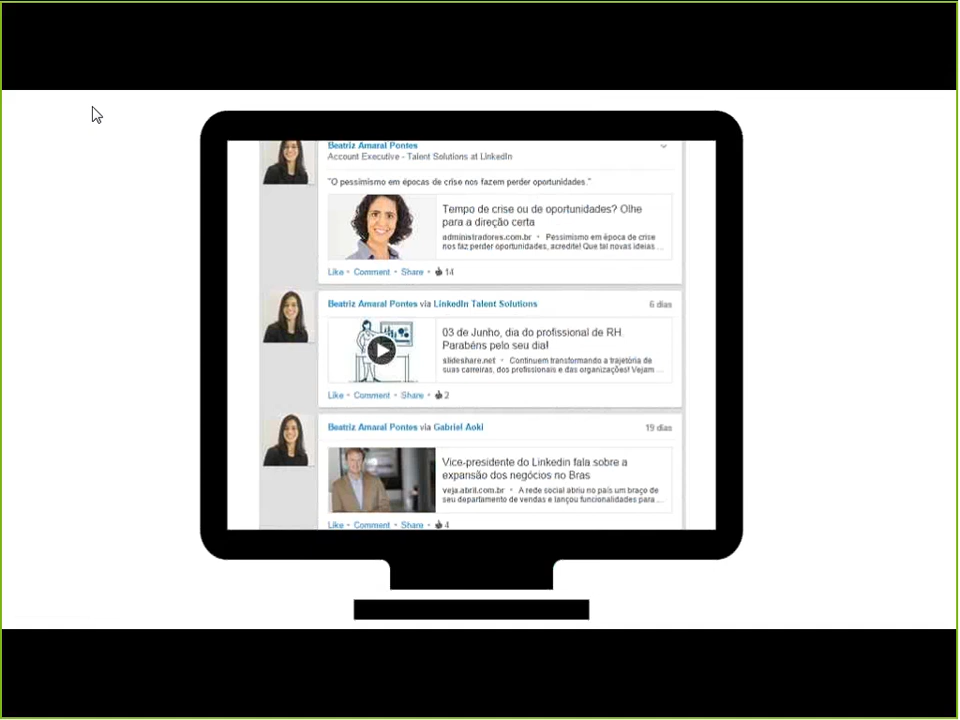 Beatriz Amaral Pontes
Account Executive - Talent Solutions at LinkedIn
"O pessimismo em épocas de crise nos fazem perder oportunidades."
Tempo de crise ou de oportunidades? Olhe
para a direção certa
administradores.com.br • Pessimismo em época de crise
nos faz perder oportunidades, acredite! Que tal novas ideias ...
Like • Comment • Share • 14
Beatriz Amaral Pontes via LinkedIn Talent Solutions
6 dias
03 de Junho, dia do profissional de RH.
Parabéns pelo seu dia!
slideshare.net • Continuem transformando a trajetória de
suas carreiras, dos profissionais e das organizações! Vejam ...
Like • Comment • Share • 2
Beatriz Amaral Pontes via Gabriel Aoki
19 dias
Vice-presidente do Linkedin fala sobre a
expansão dos negócios no Bras
veja.abril.com.br • A rede social abriu no país um braço de
seu departamento de vendas e lançou funcionalidades para ...
Like • Comment • Share • 4